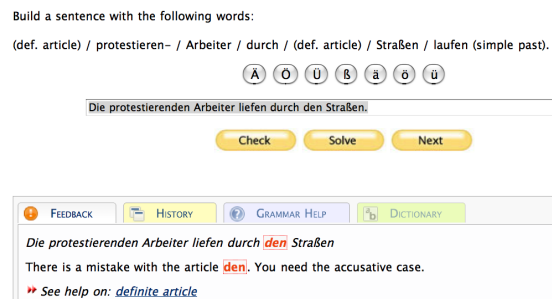 Build a sentence with the following words:
(def. article) / protestieren- / Arbeiter / durch / (def. article) / Straßen / laufen (simple past).
Ä Ö Ü ß ä ö ü
Die protestierenden Arbeiter liefen durch den Straßen.
Check Solve Next
Feedback History Grammar Help Dictionary
Die protestierenden Arbeiter liefen durch den Straßen
There is a mistake with the article den. You need the accusative case.
See help on: definite article